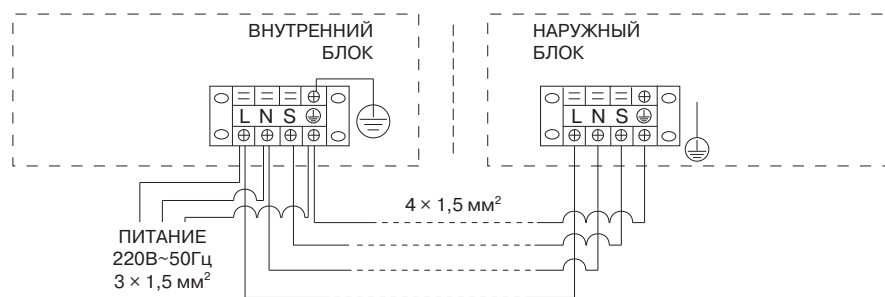 ВНУТРЕННИЙ
БЛОК
НАРУЖНЫЙ
БЛОК
L N S
L N S
4 × 1,5 мм²
ПИТАНИЕ
220В~50Гц
3 × 1,5 мм²